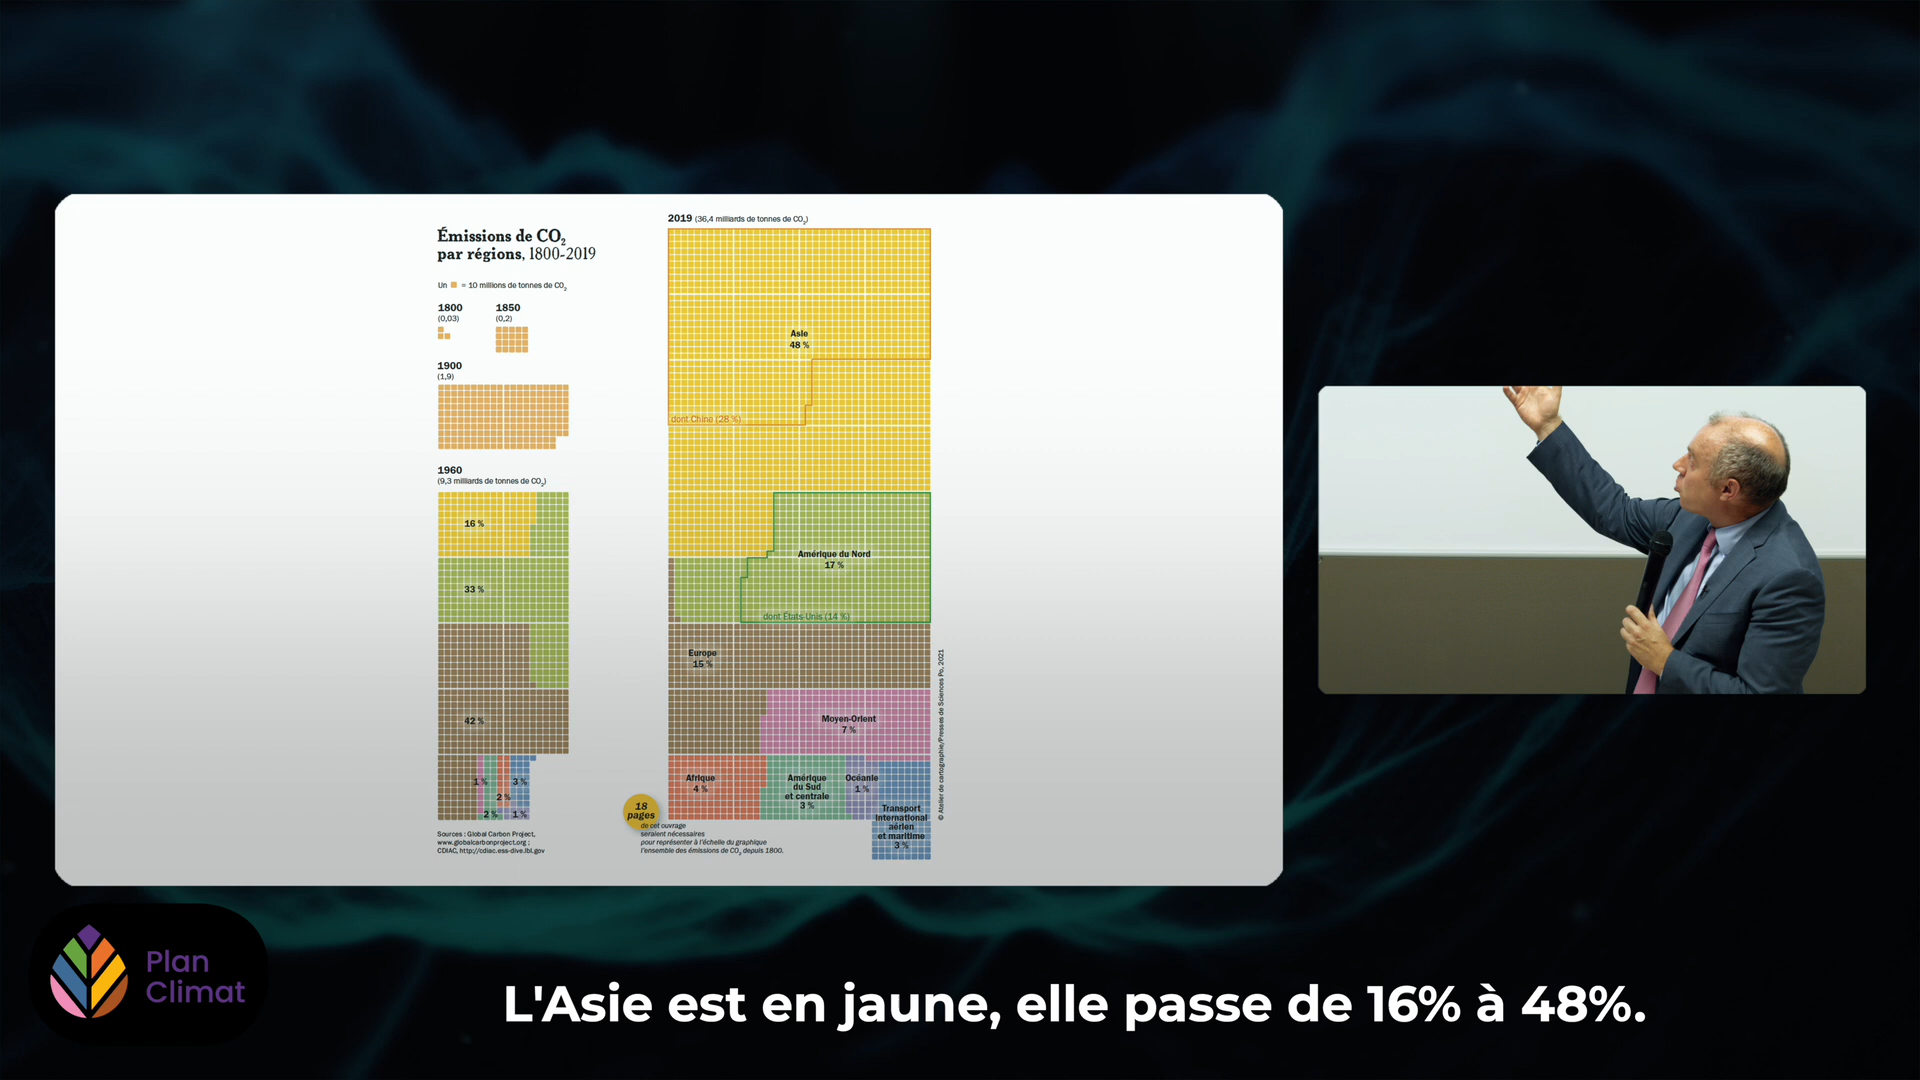 Émissions de CO₂
par régions, 1800-2019
Un = 10 millions de tonnes de CO₂
1800
(0,03)
1850
(0,2)
1900
(1,9)
1960
(9,3 milliards de tonnes de CO₂)
16 %
33 %
42 %
1 %
3 %
2 %
2 %
1 %
Sources : Global Carbon Project,
www.globalcarbonproject.org ;
CDIAC, http://cdiac.ess-dive.lbl.gov
2019 (36,4 milliards de tonnes de CO₂)
Asie
48 %
dont Chine (28 %)
Amérique du Nord
17 %
dont États-Unis (14 %)
Europe
15 %
Moyen-Orient
7 %
Afrique
4 %
Amérique
du Sud
et centrale
3 %
Océanie
1 %
Transport
international
aérien
et maritime
3 %
18
pages
de cet ouvrage
seraient nécessaires
pour représenter à l'échelle du graphique
l'ensemble des émissions de CO₂ depuis 1800.
© Atelier de cartographie/Presses de Sciences Po, 2021
Plan
Climat
L'Asie est en jaune, elle passe de 16% à 48%.